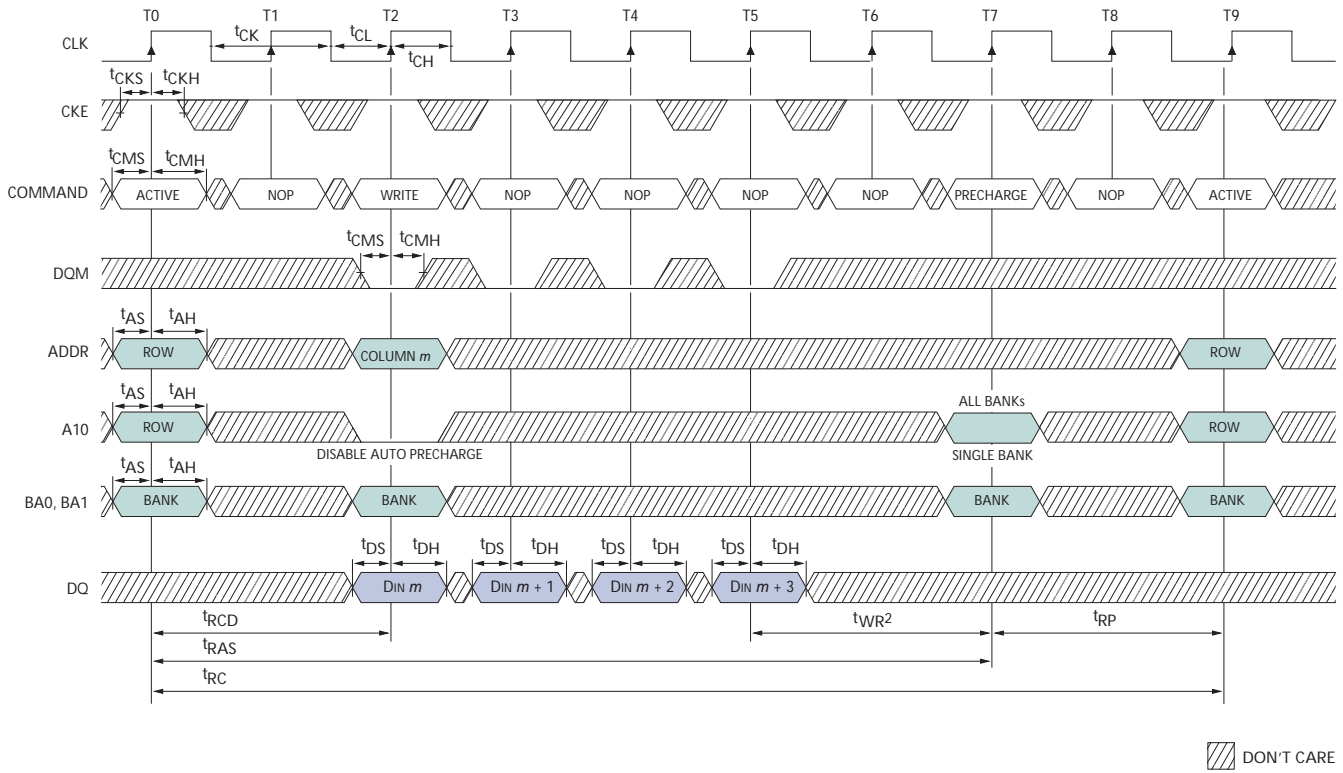 T0 T1 T2 T3 T4 T5 T6 T7 T8 T9
CLK tCK tCL tCH
tCKS tCKH
CKE
tCMS tCMH
COMMAND ACTIVE NOP WRITE NOP NOP NOP NOP PRECHARGE NOP ACTIVE
tCMS tCMH
DQM
tAS tAH
ADDR ROW COLUMN m ROW
tAS tAH ALL BANKs
A10 ROW ROW
DISABLE AUTO PRECHARGE SINGLE BANK
tAS tAH
BA0, BA1 BANK BANK BANK BANK
tDS tDH tDS tDH tDS tDH tDS tDH
DQ DIN m DIN m + 1 DIN m + 2 DIN m + 3
tRCD tWR2 tRP
tRAS
tRC
DON'T CARE